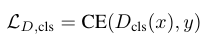 ℒ_{D,cls} = CE(D_{cls}(x), y)